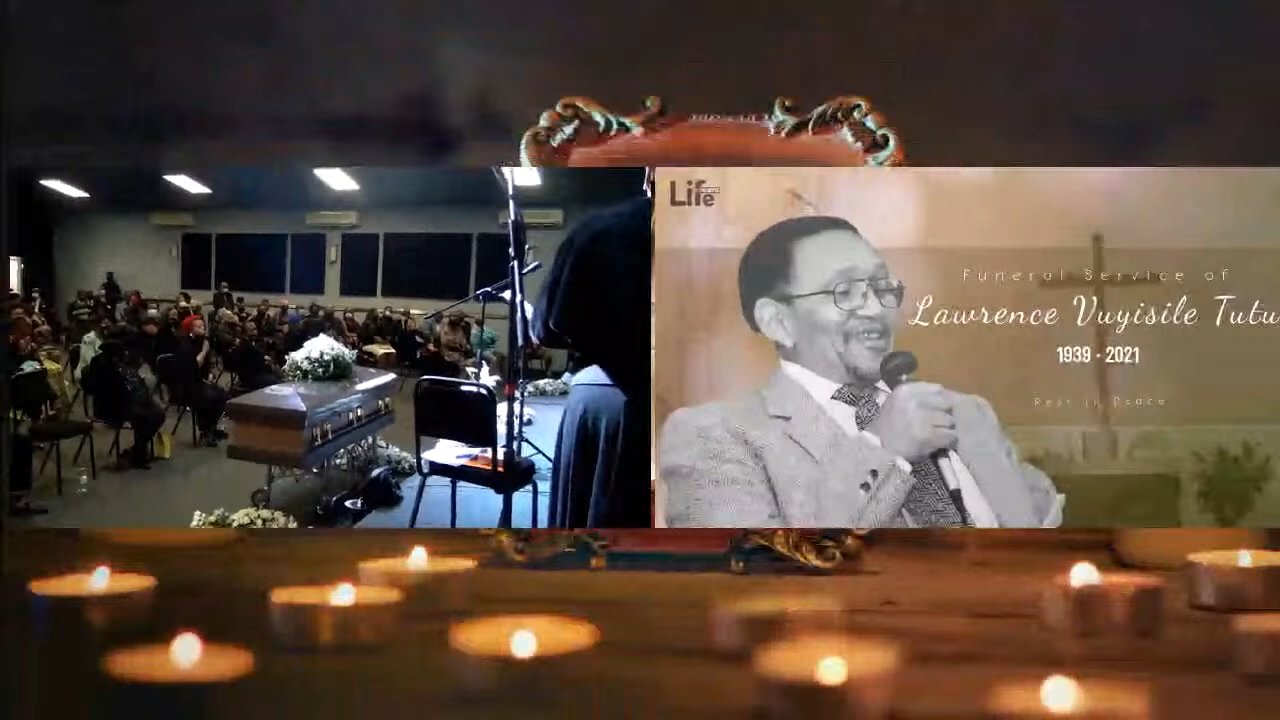 Life
Funeral Service of
Lawrence Vuyisile Tutu
1939 - 2021
Rest in Peace